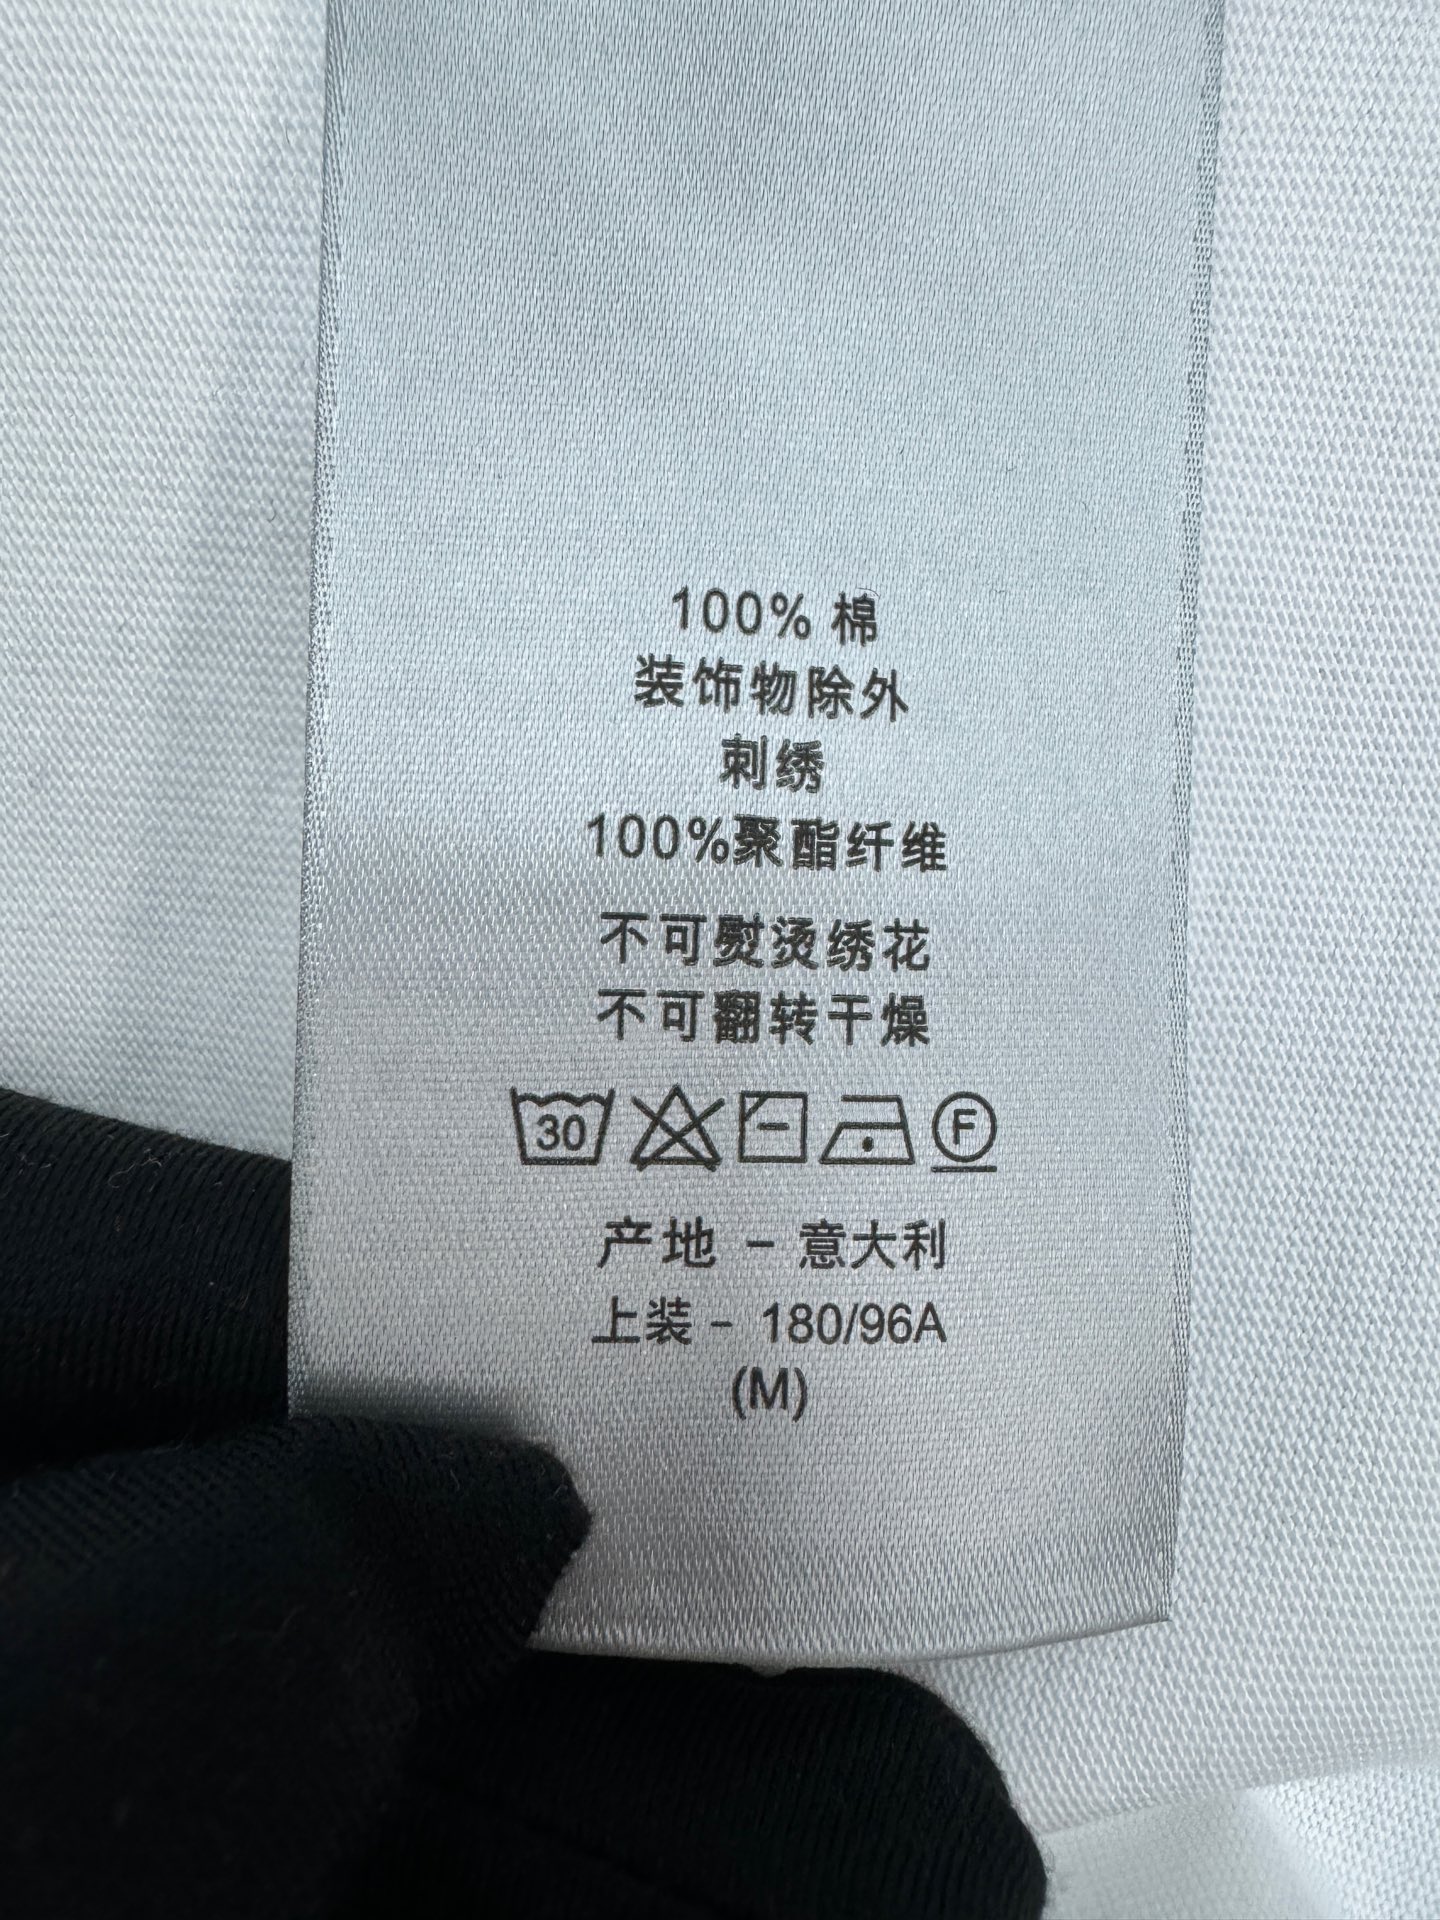 100% 棉
装饰物除外
刺绣
100%聚酯纤维
不可熨烫绣花
不可翻转干燥
30 F
产地 - 意大利
上装 - 180/96A
(M)